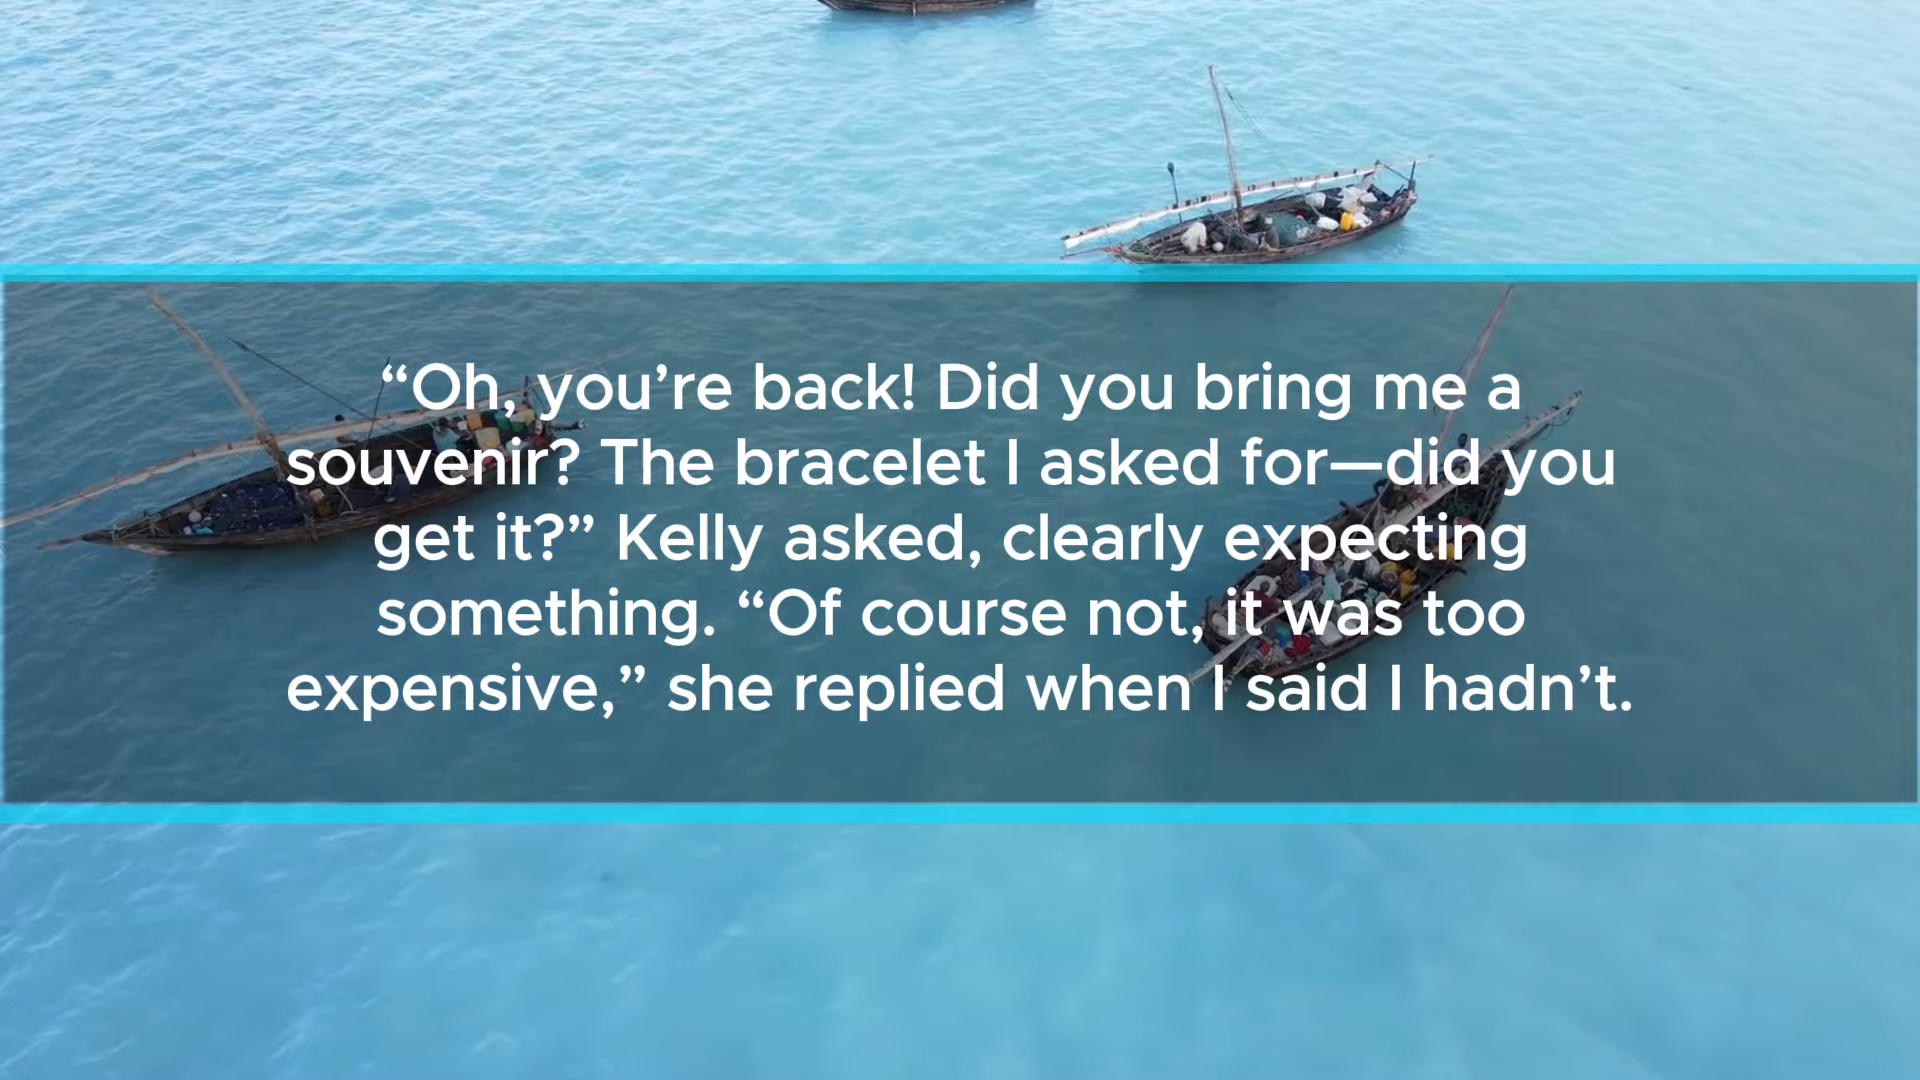 “Oh, you’re back! Did you bring me a
souvenir? The bracelet I asked for—did you
get it?” Kelly asked, clearly expecting
something. “Of course not, it was too
expensive,” she replied when I said I hadn’t.